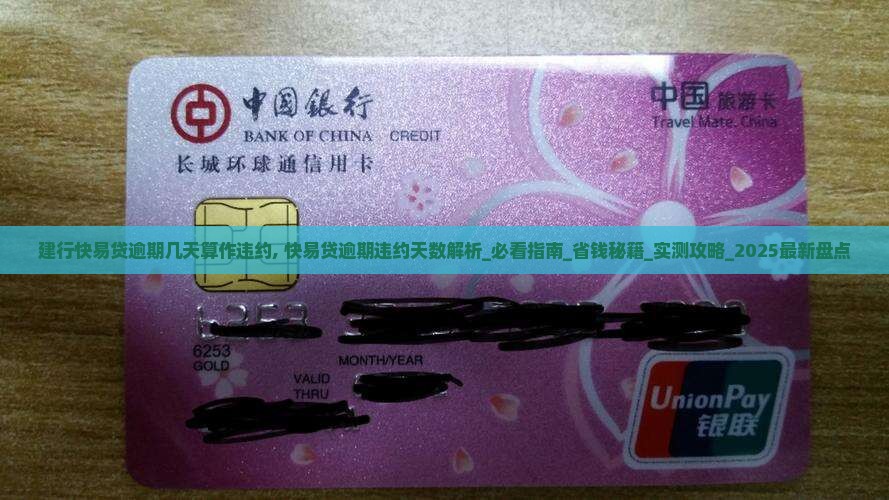 中国银行
BANK OF CHINA CREDIT
长城环球通信用卡
中国 旅游卡
Travel Mate. China
建行快易贷逾期几天算作违约, 快易贷逾期违约天数解析_必看指南_省钱秘籍_实测攻略_2025最新盘点
6253
6253
GOLD
MONTH/YEAR
VALID
THRU
UnionPay
银联